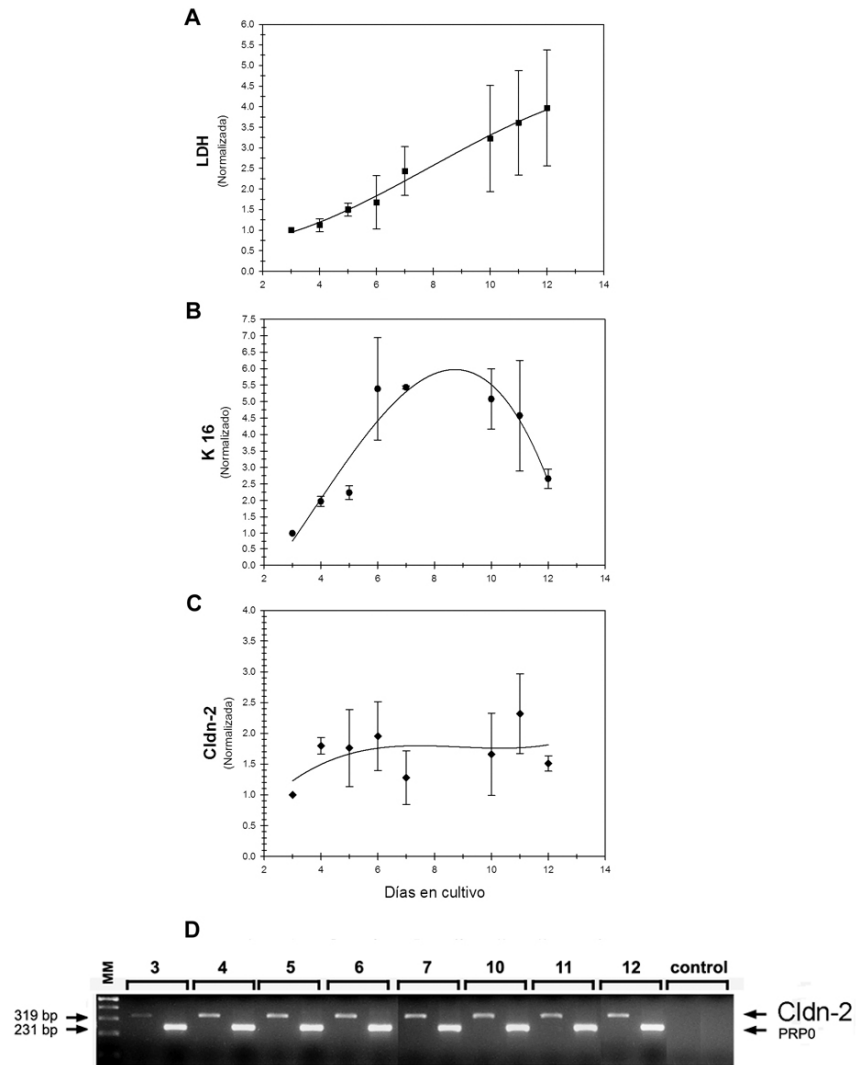 A
6.0
5.5
5.0
4.5
4.0
3.5
3.0
2.5
2.0
1.5
1.0
0.5
0.0
LDH
(Normalizada)
2 4 6 8 10 12 14
B
7.5
7.0
6.5
6.0
5.5
5.0
4.5
4.0
3.5
3.0
2.5
2.0
1.5
1.0
0.5
0.0
K 16
(Normalizado)
2 4 6 8 10 12 14
C
4.0
3.5
3.0
2.5
2.0
1.5
1.0
0.5
0.0
Cldn-2
(Normalizada)
2 4 6 8 10 12 14
Días en cultivo
D
MM 3 4 5 6 7 10 11 12 control
319 bp Cldn-2
231 bp PRP0